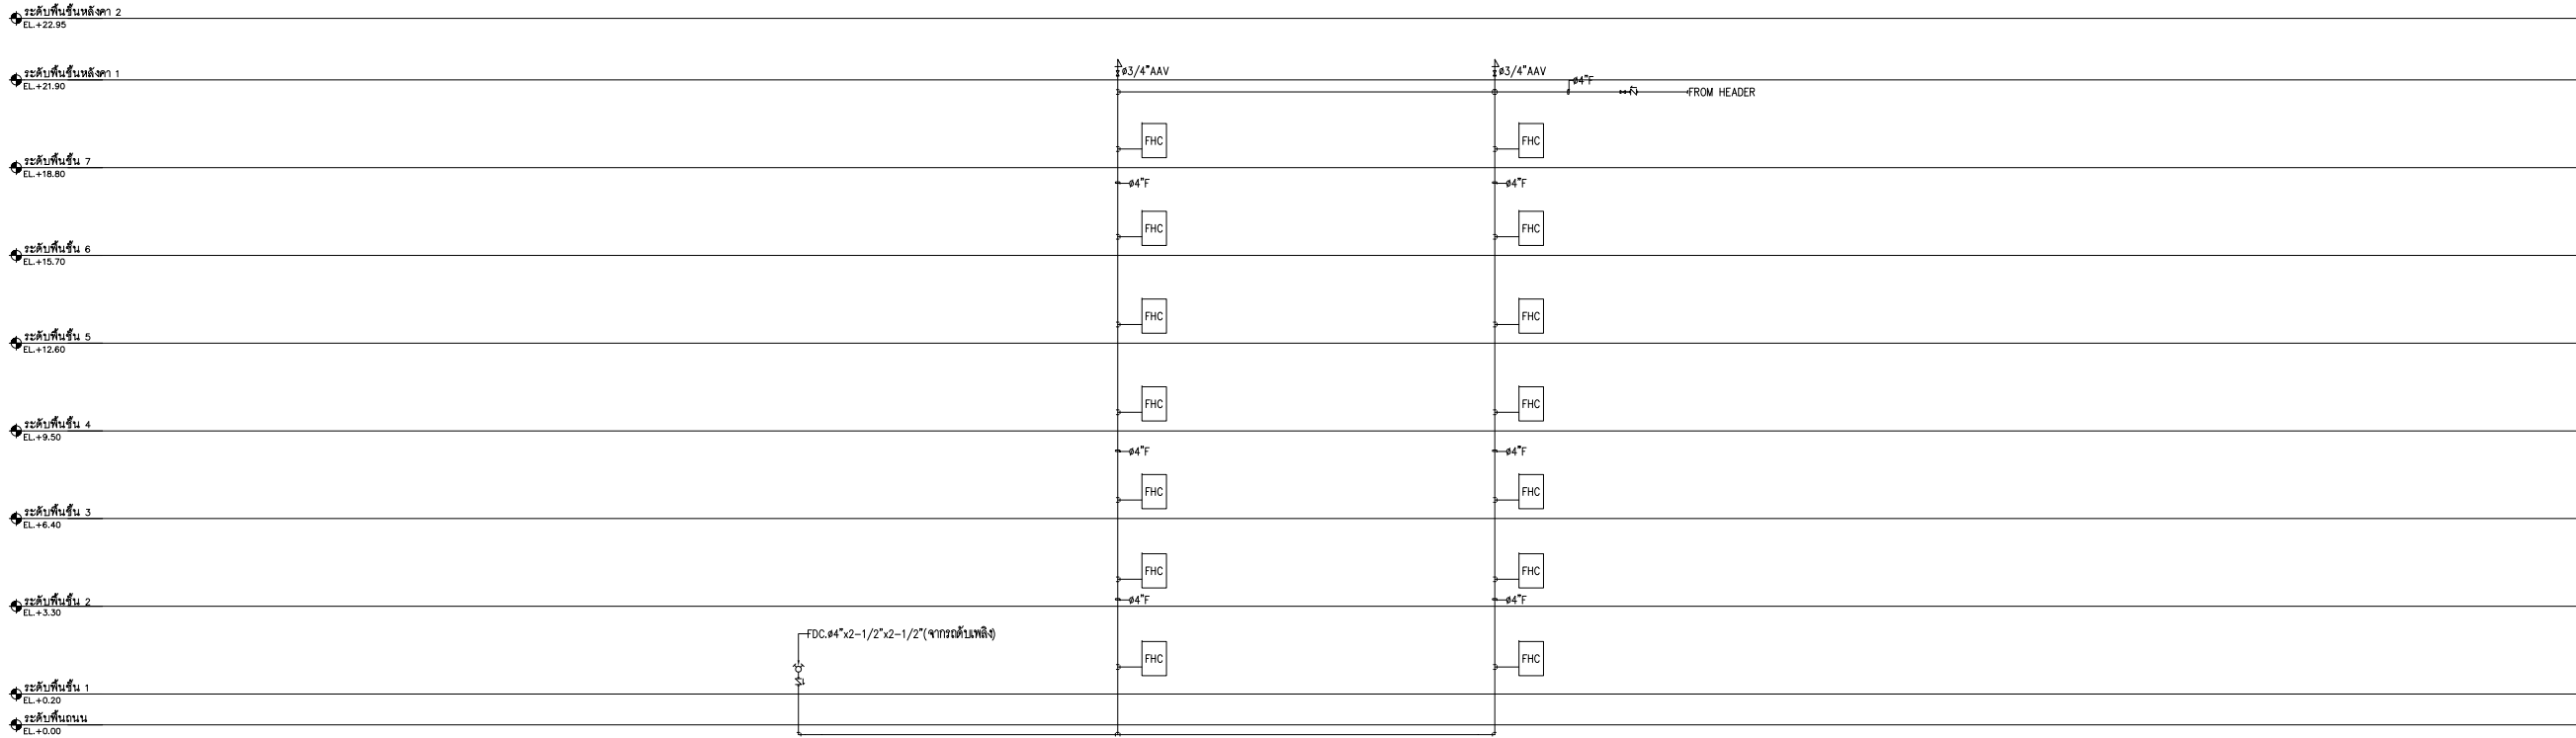 ระดับพื้นชั้นหลังคา 2
EL.+22.95
ระดับพื้นชั้นหลังคา 1
EL.+21.90
ø3/4"AAV
ø3/4"AAV
ø4"F
FROM HEADER
FHC
FHC
ระดับพื้นชั้น 7
EL.+18.80
ø4"F
ø4"F
FHC
FHC
ระดับพื้นชั้น 6
EL.+15.70
FHC
FHC
ระดับพื้นชั้น 5
EL.+12.60
FHC
FHC
ระดับพื้นชั้น 4
EL.+9.50
ø4"F
ø4"F
FHC
FHC
ระดับพื้นชั้น 3
EL.+6.40
FHC
FHC
ระดับพื้นชั้น 2
EL.+3.30
ø4"F
ø4"F
FDC.ø4"x2-1/2"x2-1/2"(จากรถดับเพลิง)
FHC
FHC
ระดับพื้นชั้น 1
EL.+0.20
ระดับพื้นถนน
EL.+0.00